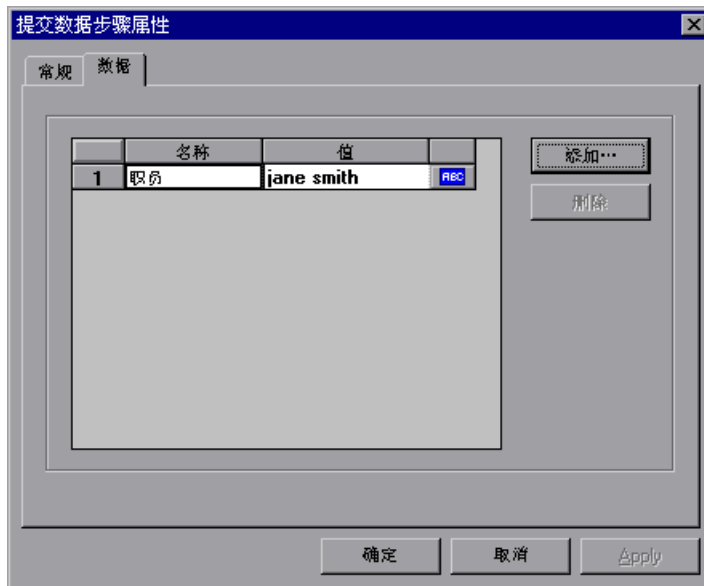 提交数据步骤属性
常规 数据
名称 值
1 职员 jane smith ABC
添加…
删除
确定 取消 Apply